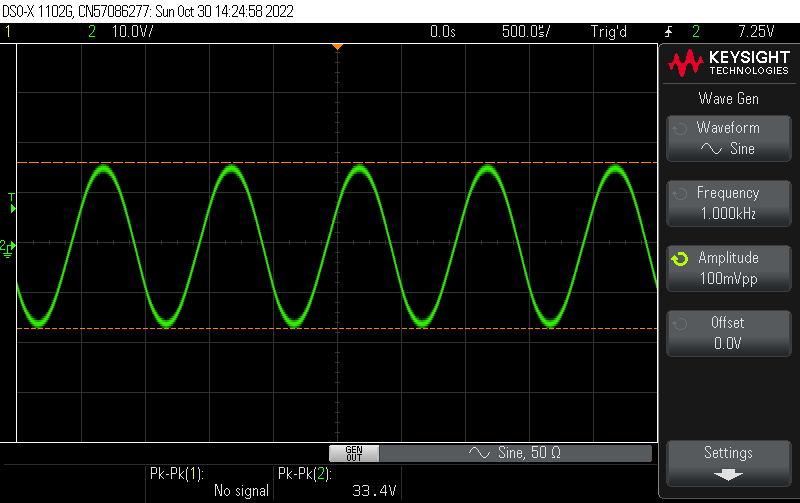 DSO-X 1102G, CN57086277: Sun Oct 30 14:24:58 2022
1 2 10.0V/ 0.0s 500.0us/ Trig'd 2 7.25V
KEYSIGHT
TECHNOLOGIES
Wave Gen
Waveform
Sine
Frequency
1.000kHz
T
Amplitude
2
100mVpp
Offset
0.0V
GEN
OUT
Sine, 50 Ω
Settings
Pk-Pk(1):
No signal
Pk-Pk(2):
33.4V